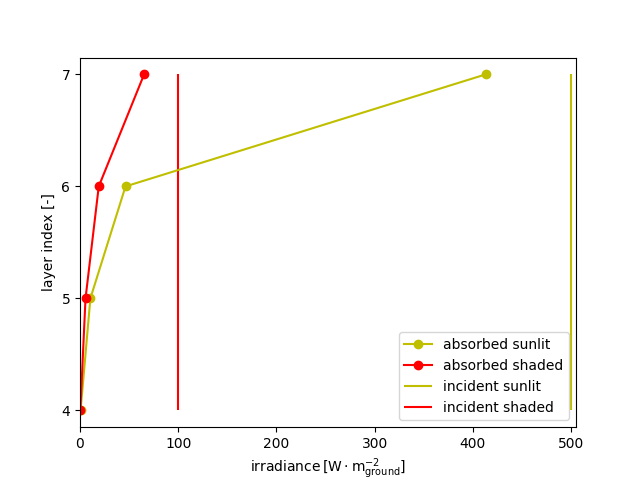 7
6
5
4
layer index [-]
absorbed sunlit
absorbed shaded
incident sunlit
incident shaded
0 100 200 300 400 500
irradiance [W · m⁻²ground]